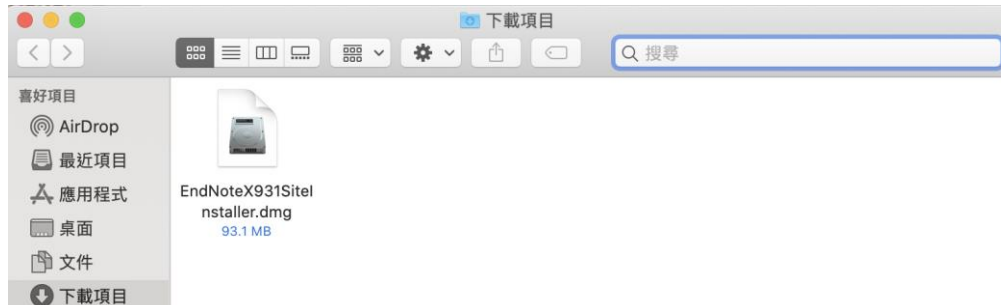 下載項目
搜尋
喜好項目
AirDrop
最近項目
應用程式
桌面
文件
下載項目
EndNoteX931SiteI
nstaller.dmg
93.1 MB